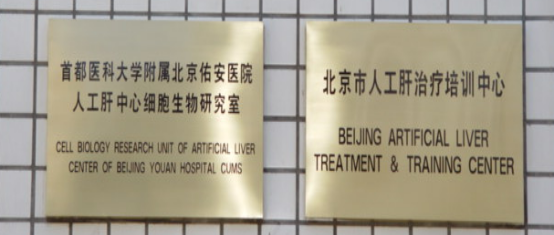 首都医科大学附属北京佑安医院
人工肝中心细胞生物研究室
CELL BIOLOGY RESEARCH UNIT OF ARTIFICIAL LIVER
CENTER OF BEIJING YOUAN HOSPITAL CUMS
北京市人工肝治疗培训中心
BEIJING ARTIFICIAL LIVER
TREATMENT & TRAINING CENTER